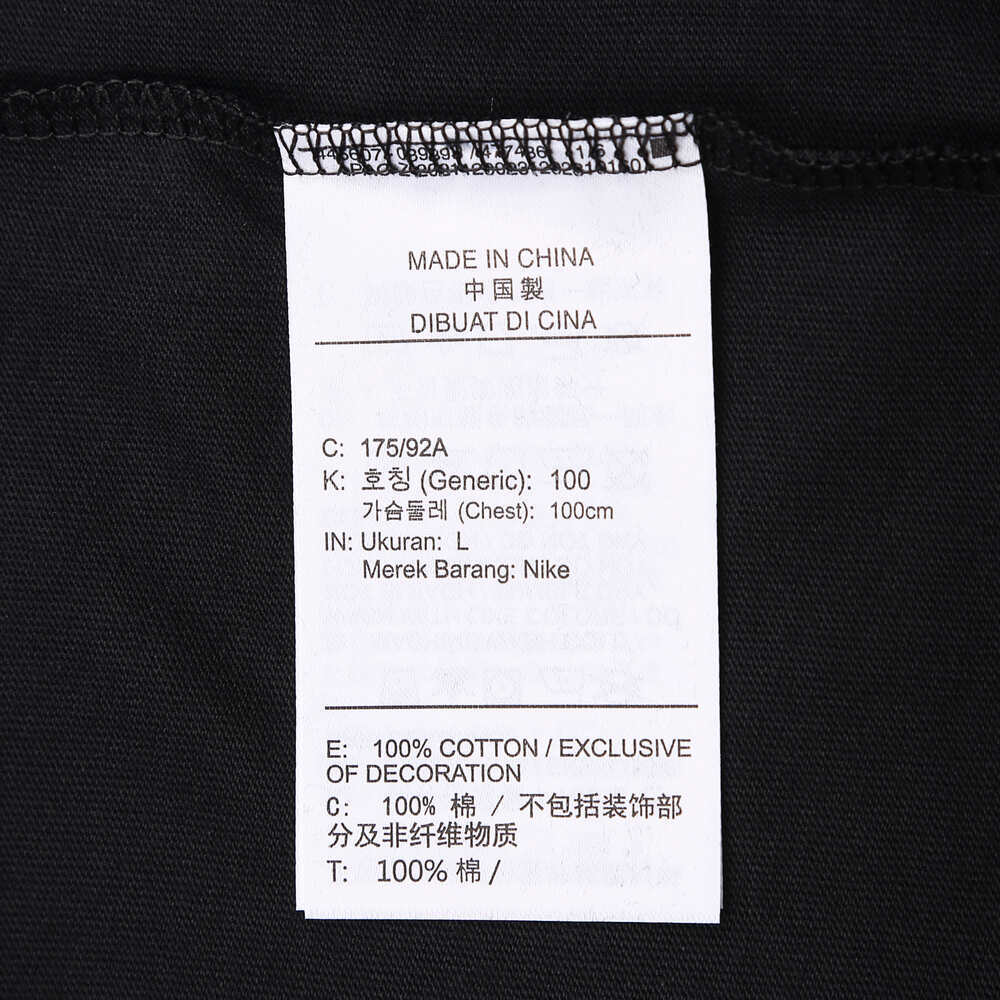 MADE IN CHINA
中国製
DIBUAT DI CINA
C: 175/92A
K: 호칭 (Generic): 100
가슴둘레 (Chest): 100cm
IN: Ukuran: L
Merek Barang: Nike
E: 100% COTTON / EXCLUSIVE
OF DECORATION
C: 100% 棉 / 不包括装饰部
分及非纤维物质
T: 100% 棉 /